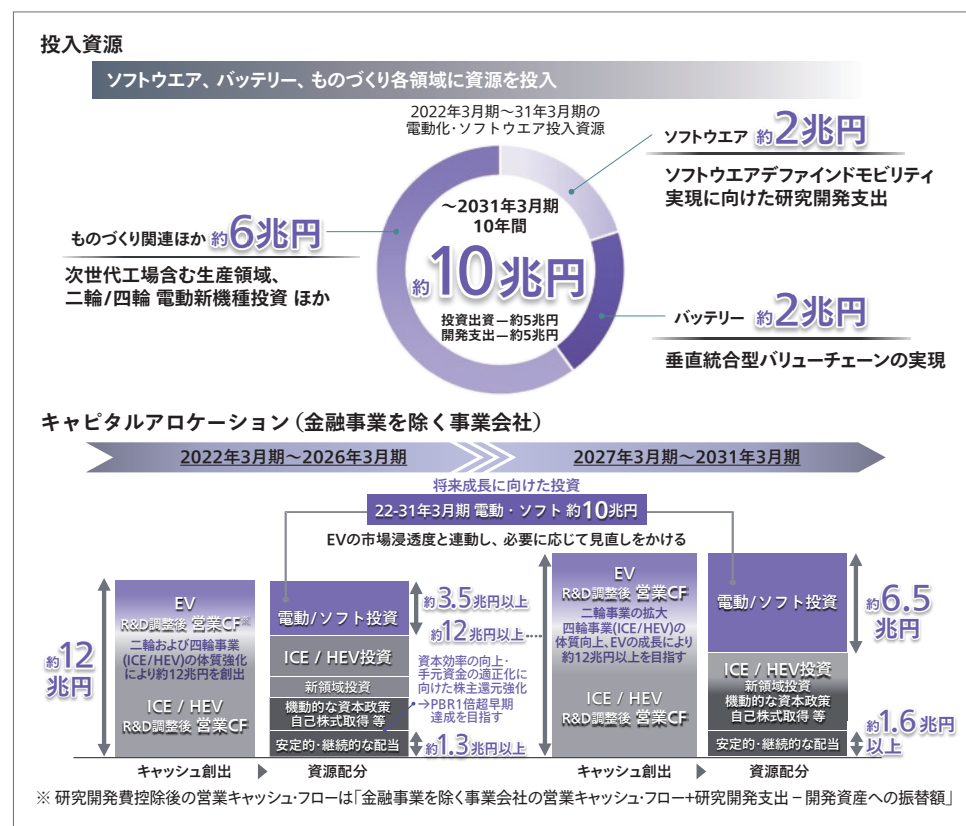 投入資源
ソフトウエア、バッテリー、ものづくり各領域に資源を投入
2022年3月期～31年3月期の
電動化・ソフトウエア投入資源
ソフトウエア 約2兆円
ソフトウエアデファインドモビリティ
実現に向けた研究開発支出
ものづくり関連ほか 約6兆円
次世代工場含む生産領域、
二輪/四輪 電動新機種投資 ほか
～2031年3月期
10年間
約10兆円
投資出資－約5兆円
開発支出－約5兆円
バッテリー 約2兆円
垂直統合型バリューチェーンの実現
キャピタルアロケーション（金融事業を除く事業会社）
2022年3月期～2026年3月期
2027年3月期～2031年3月期
将来成長に向けた投資
22-31年3月期 電動・ソフト 約10兆円
EVの市場浸透度と連動し、必要に応じて見直しをかける
約12
兆円
EV
R&D調整後 営業CF※
二輪および四輪事業
(ICE/HEV)の体質強化
により約12兆円を創出
ICE / HEV
R&D調整後 営業CF
電動/ソフト投資
ICE / HEV投資
新領域投資
機動的な資本政策
自己株式取得 等
安定的・継続的な配当
約3.5兆円以上
約12兆円以上
資本効率の向上・
手元資金の適正化に
向けた株主還元強化
→PBR1倍超早期
達成を目指す
約1.3兆円以上
EV
R&D調整後 営業CF
二輪事業の拡大
四輪事業(ICE/HEV)の
体質向上、EVの成長により
約12兆円以上を目指す
ICE / HEV
R&D調整後 営業CF
電動/ソフト投資
ICE / HEV投資
新領域投資
機動的な資本政策
自己株式取得 等
安定的・継続的な配当
約6.5
兆円
約1.6兆円
以上
キャッシュ創出 ▶ 資源配分
キャッシュ創出 ▶ 資源配分
※ 研究開発費控除後の営業キャッシュ・フローは「金融事業を除く事業会社の営業キャッシュ・フロー+研究開発支出－開発資産への振替額」